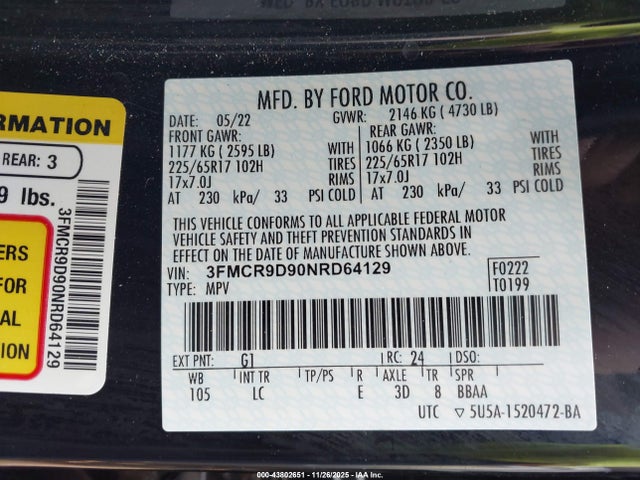 MFD. BY FORD MOTOR CO.
DATE: 05/22 GVWR: 2146 KG ( 4730 LB)
FRONT GAWR: REAR GAWR:
1177 KG ( 2595 LB) WITH 1066 KG ( 2350 LB) WITH
225/65R17 102H TIRES 225/65R17 102H TIRES
17x7.0J RIMS 17x7.0J RIMS
AT 230 kPa/ 33 PSI COLD AT 230 kPa/ 33 PSI COLD
THIS VEHICLE CONFORMS TO ALL APPLICABLE FEDERAL MOTOR
VEHICLE SAFETY AND THEFT PREVENTION STANDARDS IN
EFFECT ON THE DATE OF MANUFACTURE SHOWN ABOVE.
VIN: 3FMCR9D90NRD64129 F0222
TYPE: MPV T0199
EXT PNT: G1 RC: 24 DSO:
WB INT TR TP/PS R AXLE TR SPR
105 LC E 3D 8 BBAA
UTC ▽ 5U5A-1520472-BA
RMATION
REAR: 3
9 lbs.
3FMCR9D90NRD64129
ERS
FOR
AL
ION
000-43802651 - 11/26/2025 - IAA Inc.